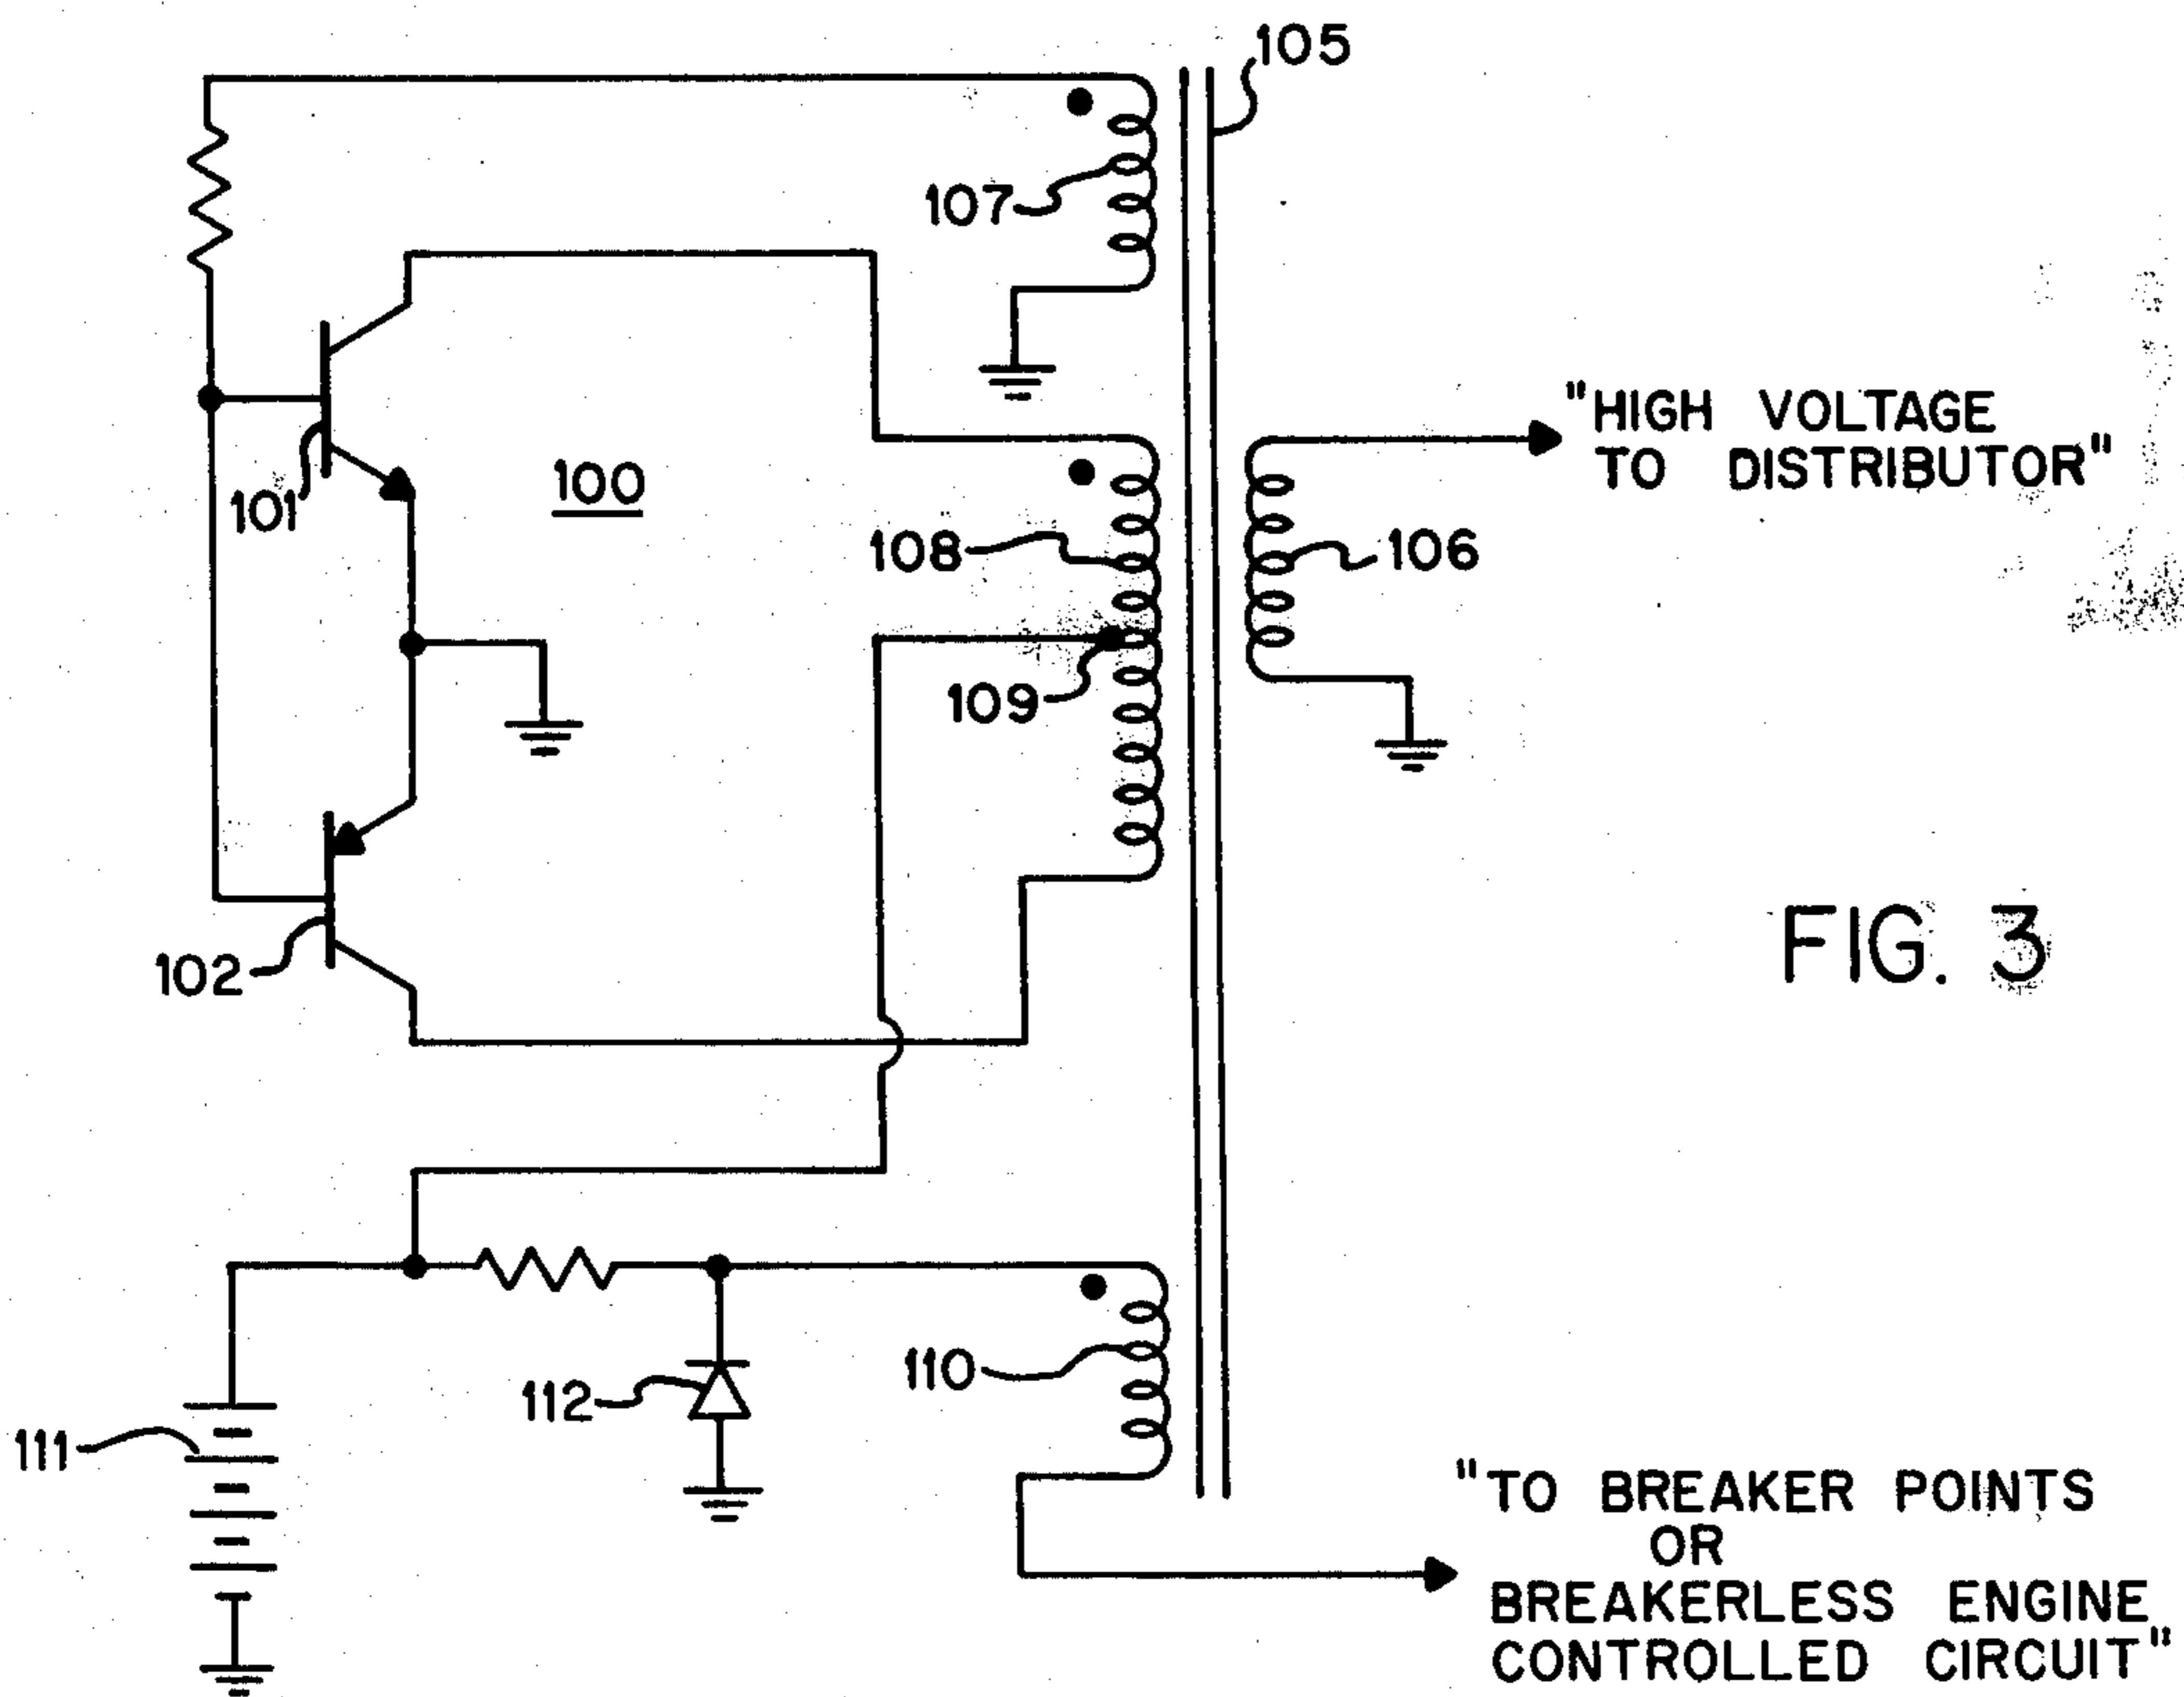 105
107
"HIGH VOLTAGE
TO DISTRIBUTOR"
101
100
108
106
109
102
FIG. 3
112
110
111
"TO BREAKER POINTS
OR
BREAKERLESS ENGINE
CONTROLLED CIRCUIT"